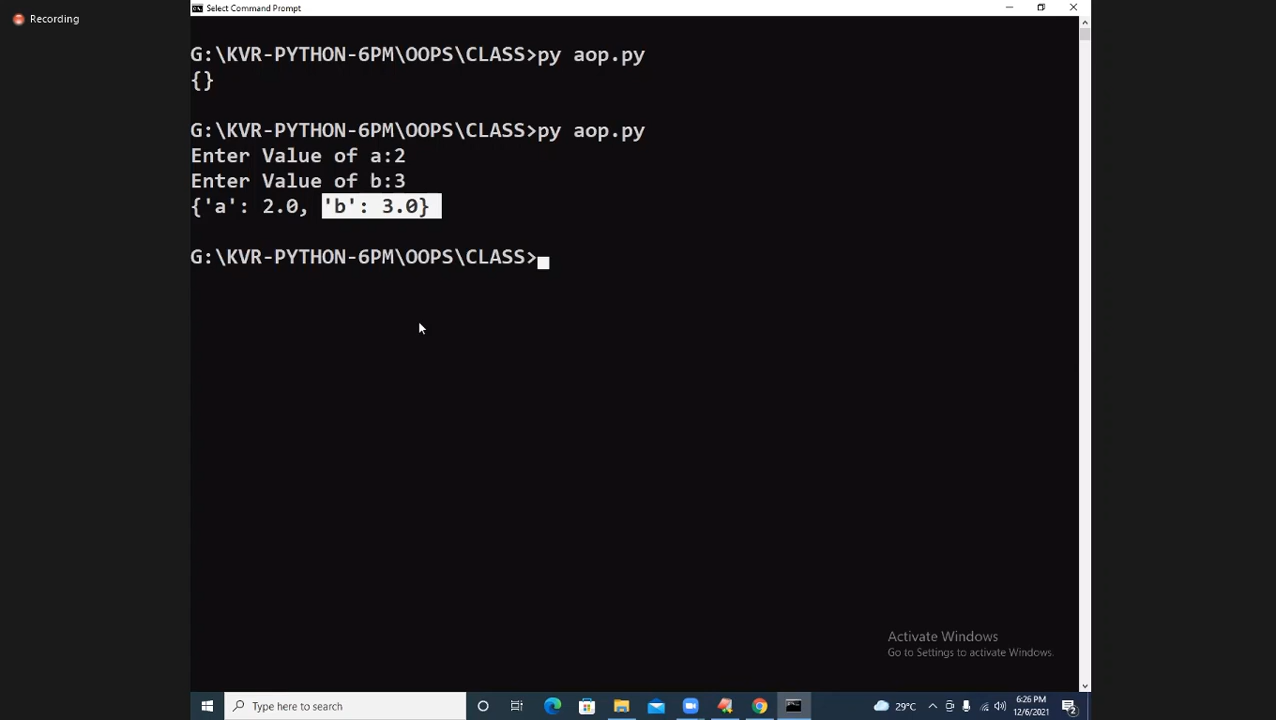 Recording
Select Command Prompt
G:\KVR-PYTHON-6PM\OOPS\CLASS>py aop.py
{}
G:\KVR-PYTHON-6PM\OOPS\CLASS>py aop.py
Enter Value of a:2
Enter Value of b:3
{'a': 2.0, 'b': 3.0}
G:\KVR-PYTHON-6PM\OOPS\CLASS>
Activate Windows
Go to Settings to activate Windows.
Type here to search
29°C
6:26 PM
12/6/2021
2